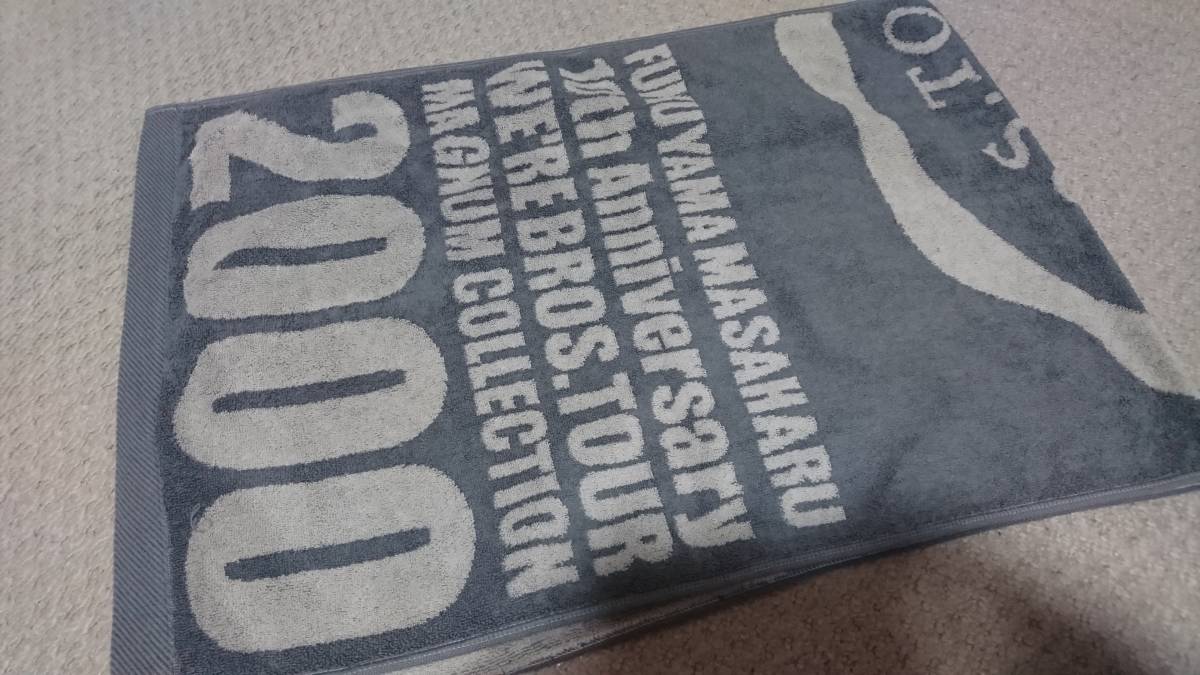 FUKUYAMA MASAHARU
10th Anniversary
WE'RE BROS. TOUR
MAGNUM COLLECTION
2000